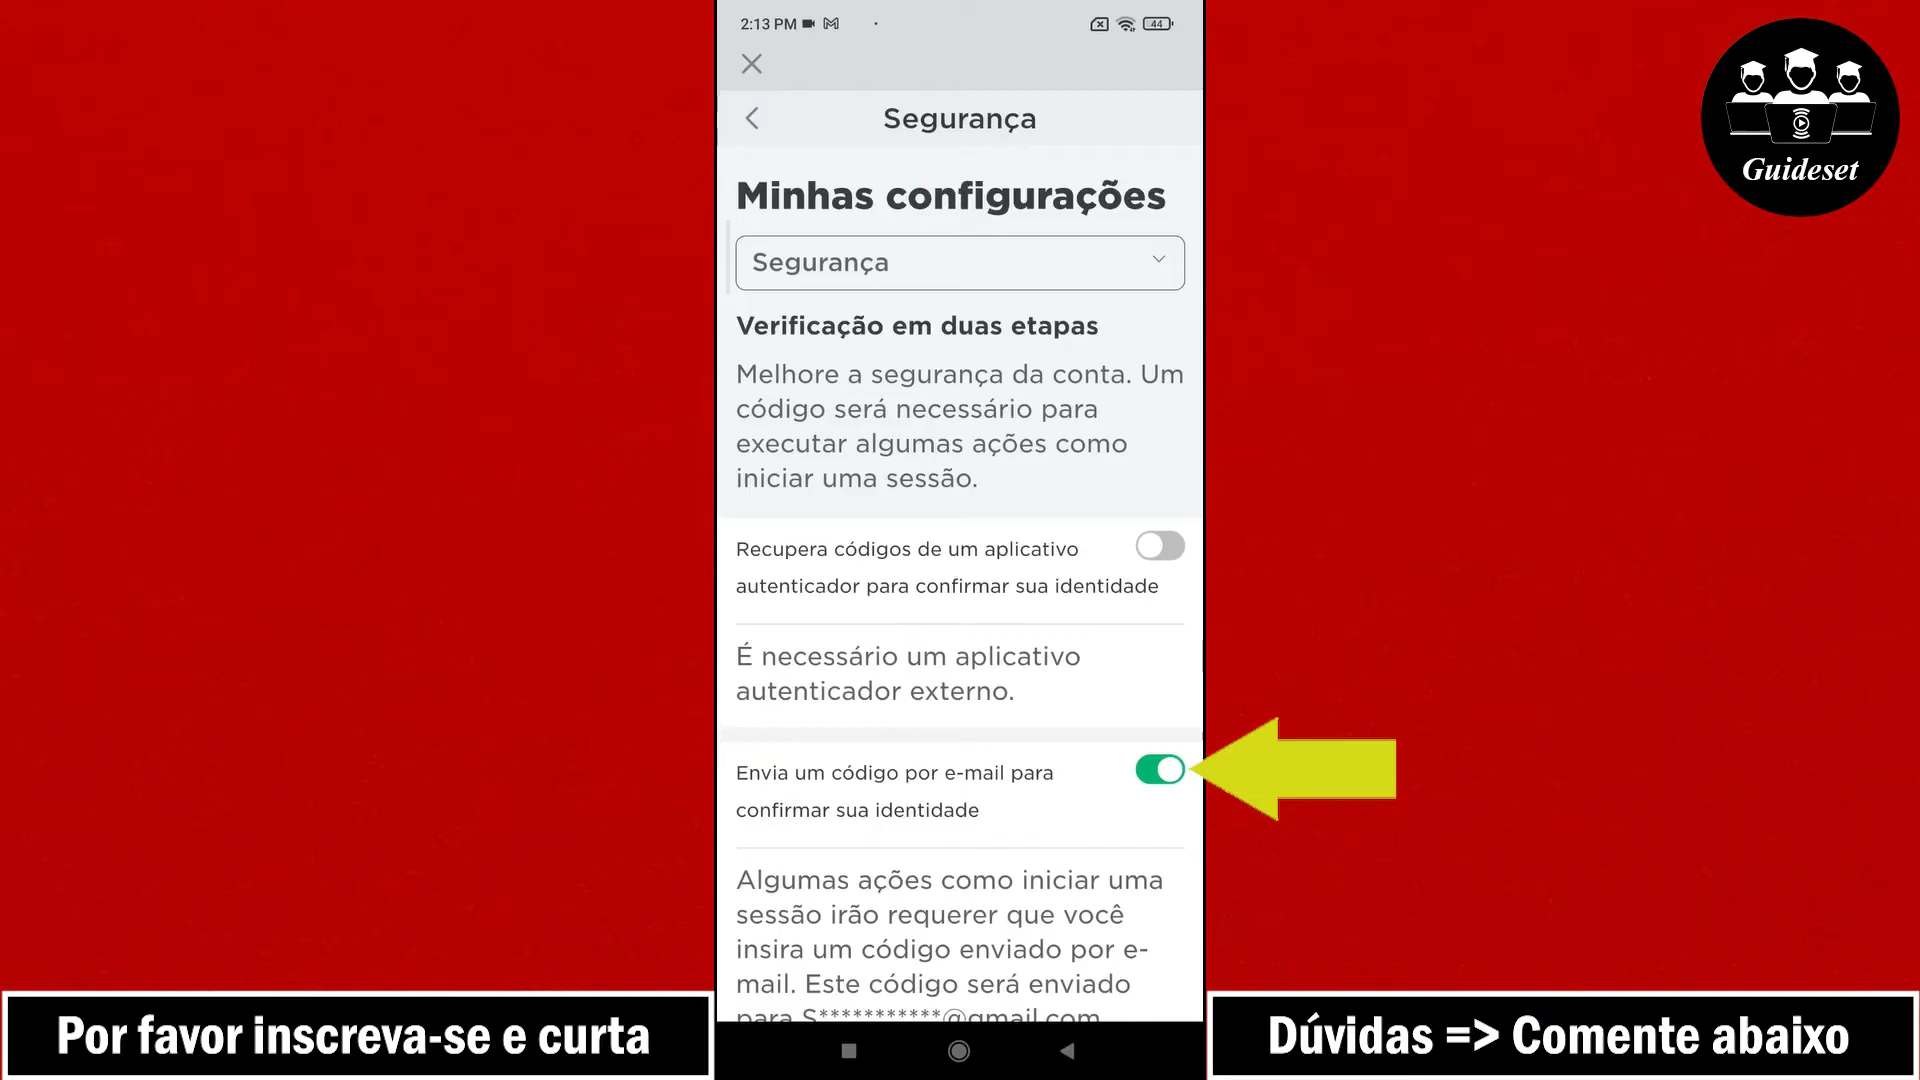 2:13 PM
44
Segurança
Minhas configurações
Segurança
Verificação em duas etapas
Melhore a segurança da conta. Um
código será necessário para
executar algumas ações como
iniciar uma sessão.
Recupera códigos de um aplicativo
autenticador para confirmar sua identidade
É necessário um aplicativo
autenticador externo.
Envia um código por e-mail para
confirmar sua identidade
Algumas ações como iniciar uma
sessão irão requerer que você
insira um código enviado por e-
mail. Este código será enviado
para S***********@gmail.com
Guideset
Por favor inscreva-se e curta
Dúvidas => Comente abaixo